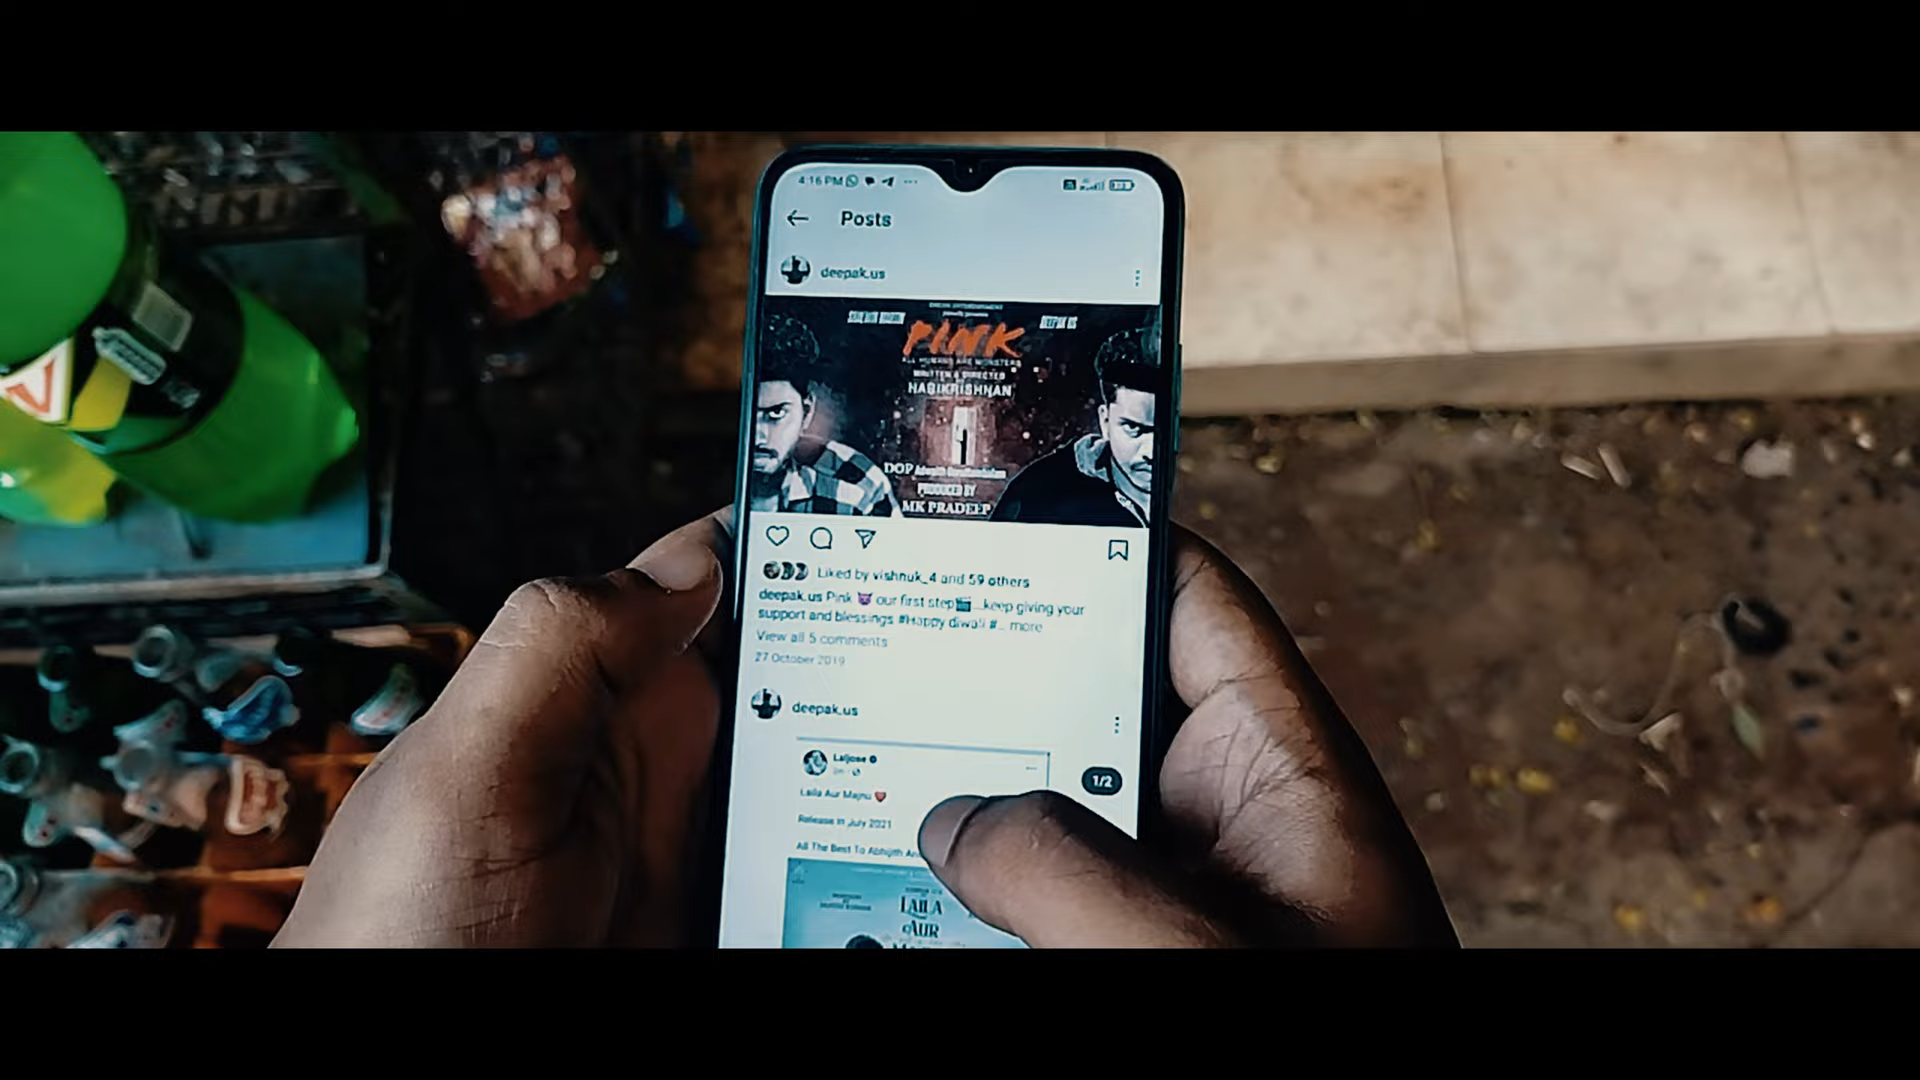 4:16 PM
Posts
deepak.us
PINK
ALL HUMANS ARE MONSTERS
WRITTEN & DIRECTED
HABIKRISHNAN
DOP
PRODUCED BY
MK PRADEEP
Liked by vishnuk_4 and 59 others
deepak.us Pink 😈 our first step🎬...keep giving your
support and blessings #Happy diwali #... more
View all 5 comments
27 October 2019
deepak.us
Laljose
1/2
Laila Aur Majnu ❤️
Release in July 2021
All The Best To Abhijith
LAILA
AUR